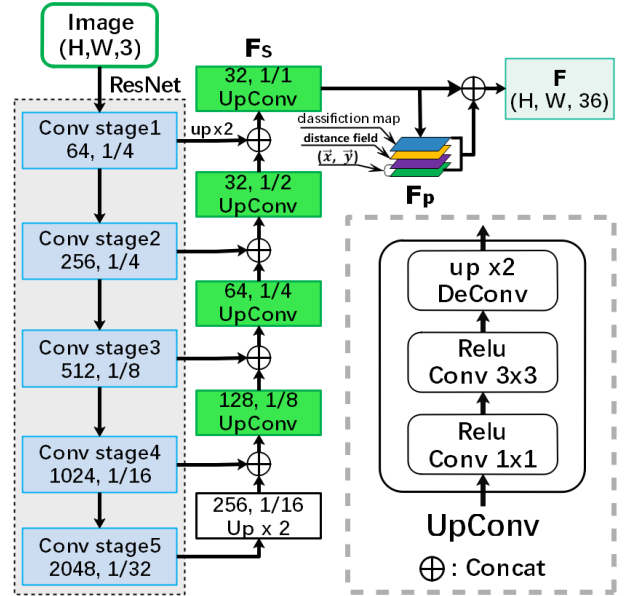 Image
(H,W,3)
ResNet
Conv stage1
64, 1/4
Conv stage2
256, 1/4
Conv stage3
512, 1/8
Conv stage4
1024, 1/16
Conv stage5
2048, 1/32
up x2
Fs
32, 1/1
UpConv
32, 1/2
UpConv
64, 1/4
UpConv
128, 1/8
UpConv
256, 1/16
Up x 2
classifiction map
distance field
(x⃗, y⃗)
Fp
F
(H, W, 36)
up x2
DeConv
Relu
Conv 3x3
Relu
Conv 1x1
UpConv
⊕ : Concat